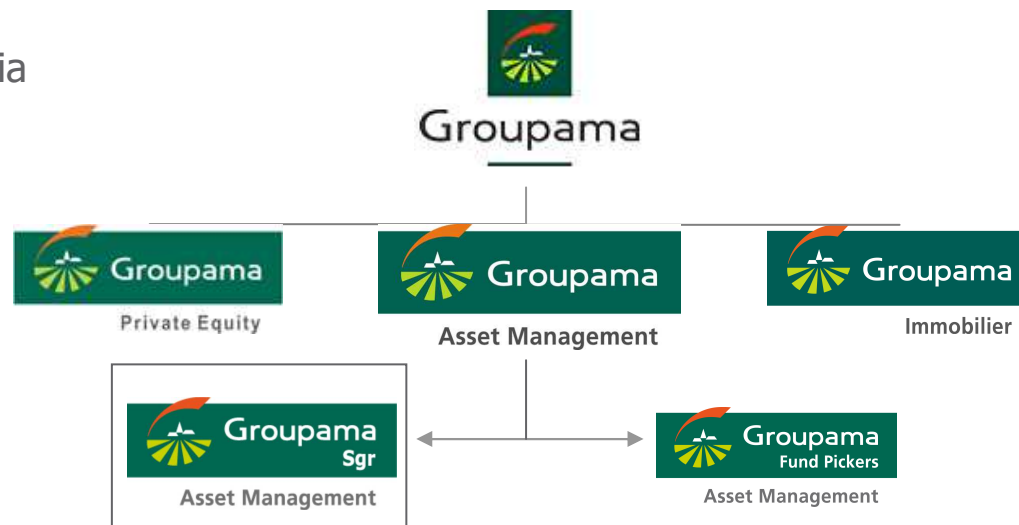 ia
Groupama
Groupama
Private Equity
Groupama
Asset Management
Groupama
Immobilier
Groupama
Sgr
Asset Management
Groupama
Fund Pickers
Asset Management